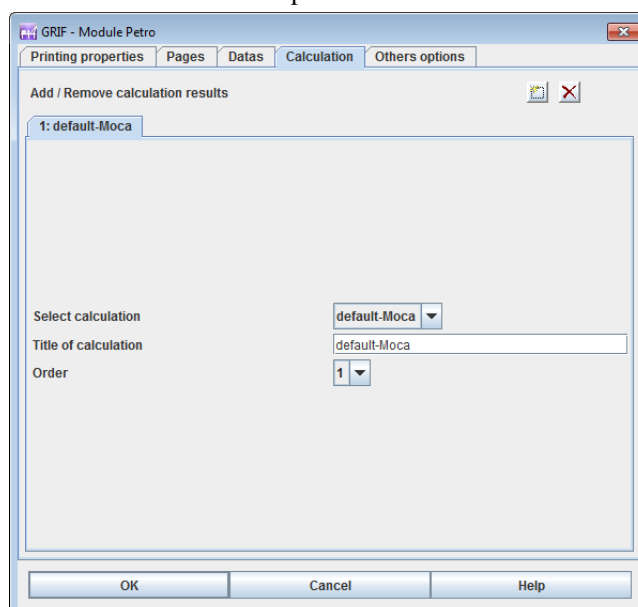 GRIF - Module Petro
Printing properties Pages Datas Calculation Others options
Add / Remove calculation results
1: default-Moca
Select calculation default-Moca
Title of calculation default-Moca
Order 1
OK Cancel Help